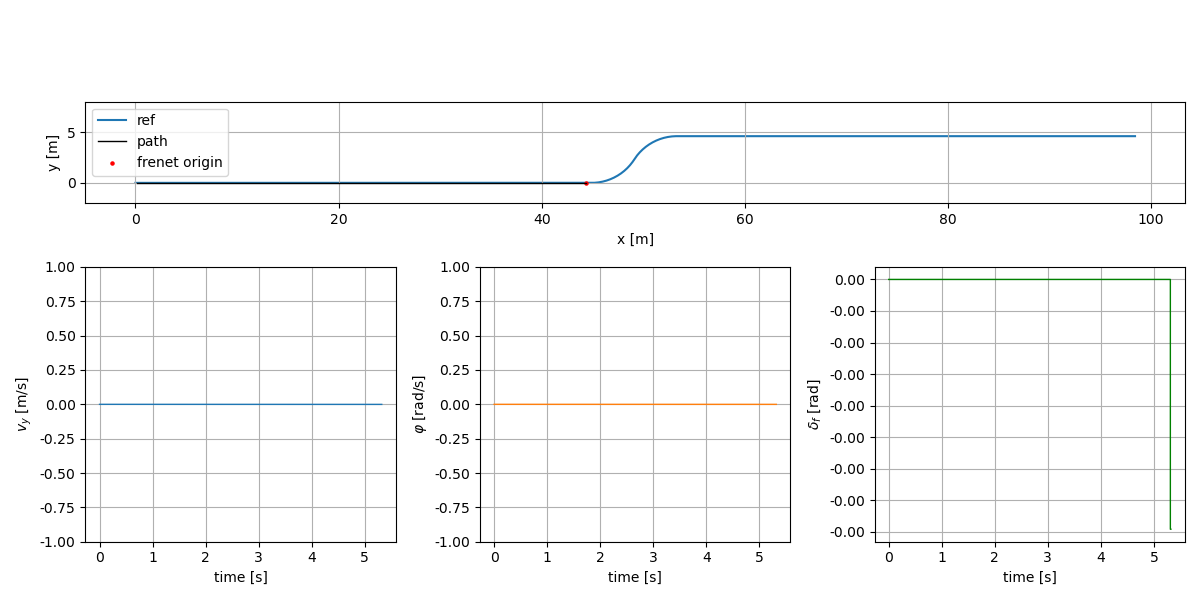 y [m]
5
0
ref
path
frenet origin
0 20 40 60 80 100
x [m]
v_y [m/s]
1.00
0.75
0.50
0.25
0.00
-0.25
-0.50
-0.75
-1.00
0 1 2 3 4 5
time [s]
φ [rad/s]
1.00
0.75
0.50
0.25
0.00
-0.25
-0.50
-0.75
-1.00
0 1 2 3 4 5
time [s]
δ_f [rad]
0.00
-0.00
-0.00
-0.00
-0.00
-0.00
-0.00
-0.00
-0.00
0 1 2 3 4 5
time [s]